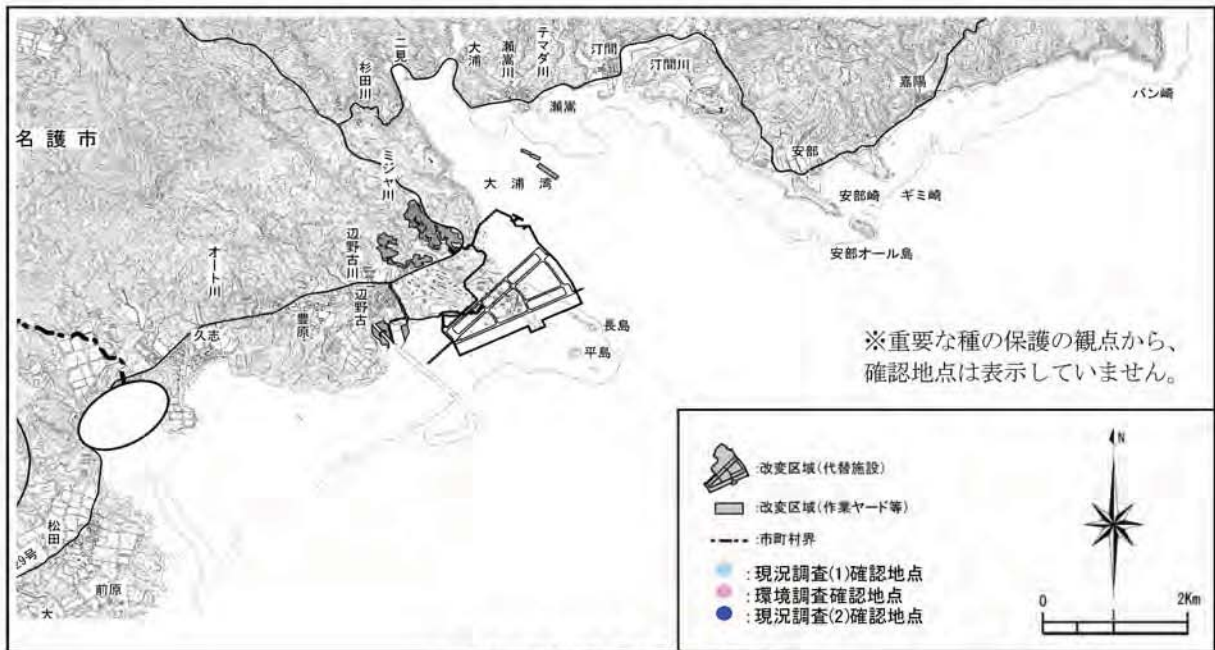 二見
大浦
瀬嵩川
テマダ川
汀間
汀間川
嘉陽
バン崎
杉田川
瀬嵩
名護市
ミジャ川
大浦湾
安部
安部崎
ギミ崎
安部オール島
辺野古川
辺野古
オート川
豊原
久志
長島
平島
※重要な種の保護の観点から、
確認地点は表示していません。
松田
前原
大
:改変区域(代替施設)
:改変区域(作業ヤード等)
:市町村界
:現況調査(1)確認地点
:環境調査確認地点
:現況調査(2)確認地点
N
0 2Km